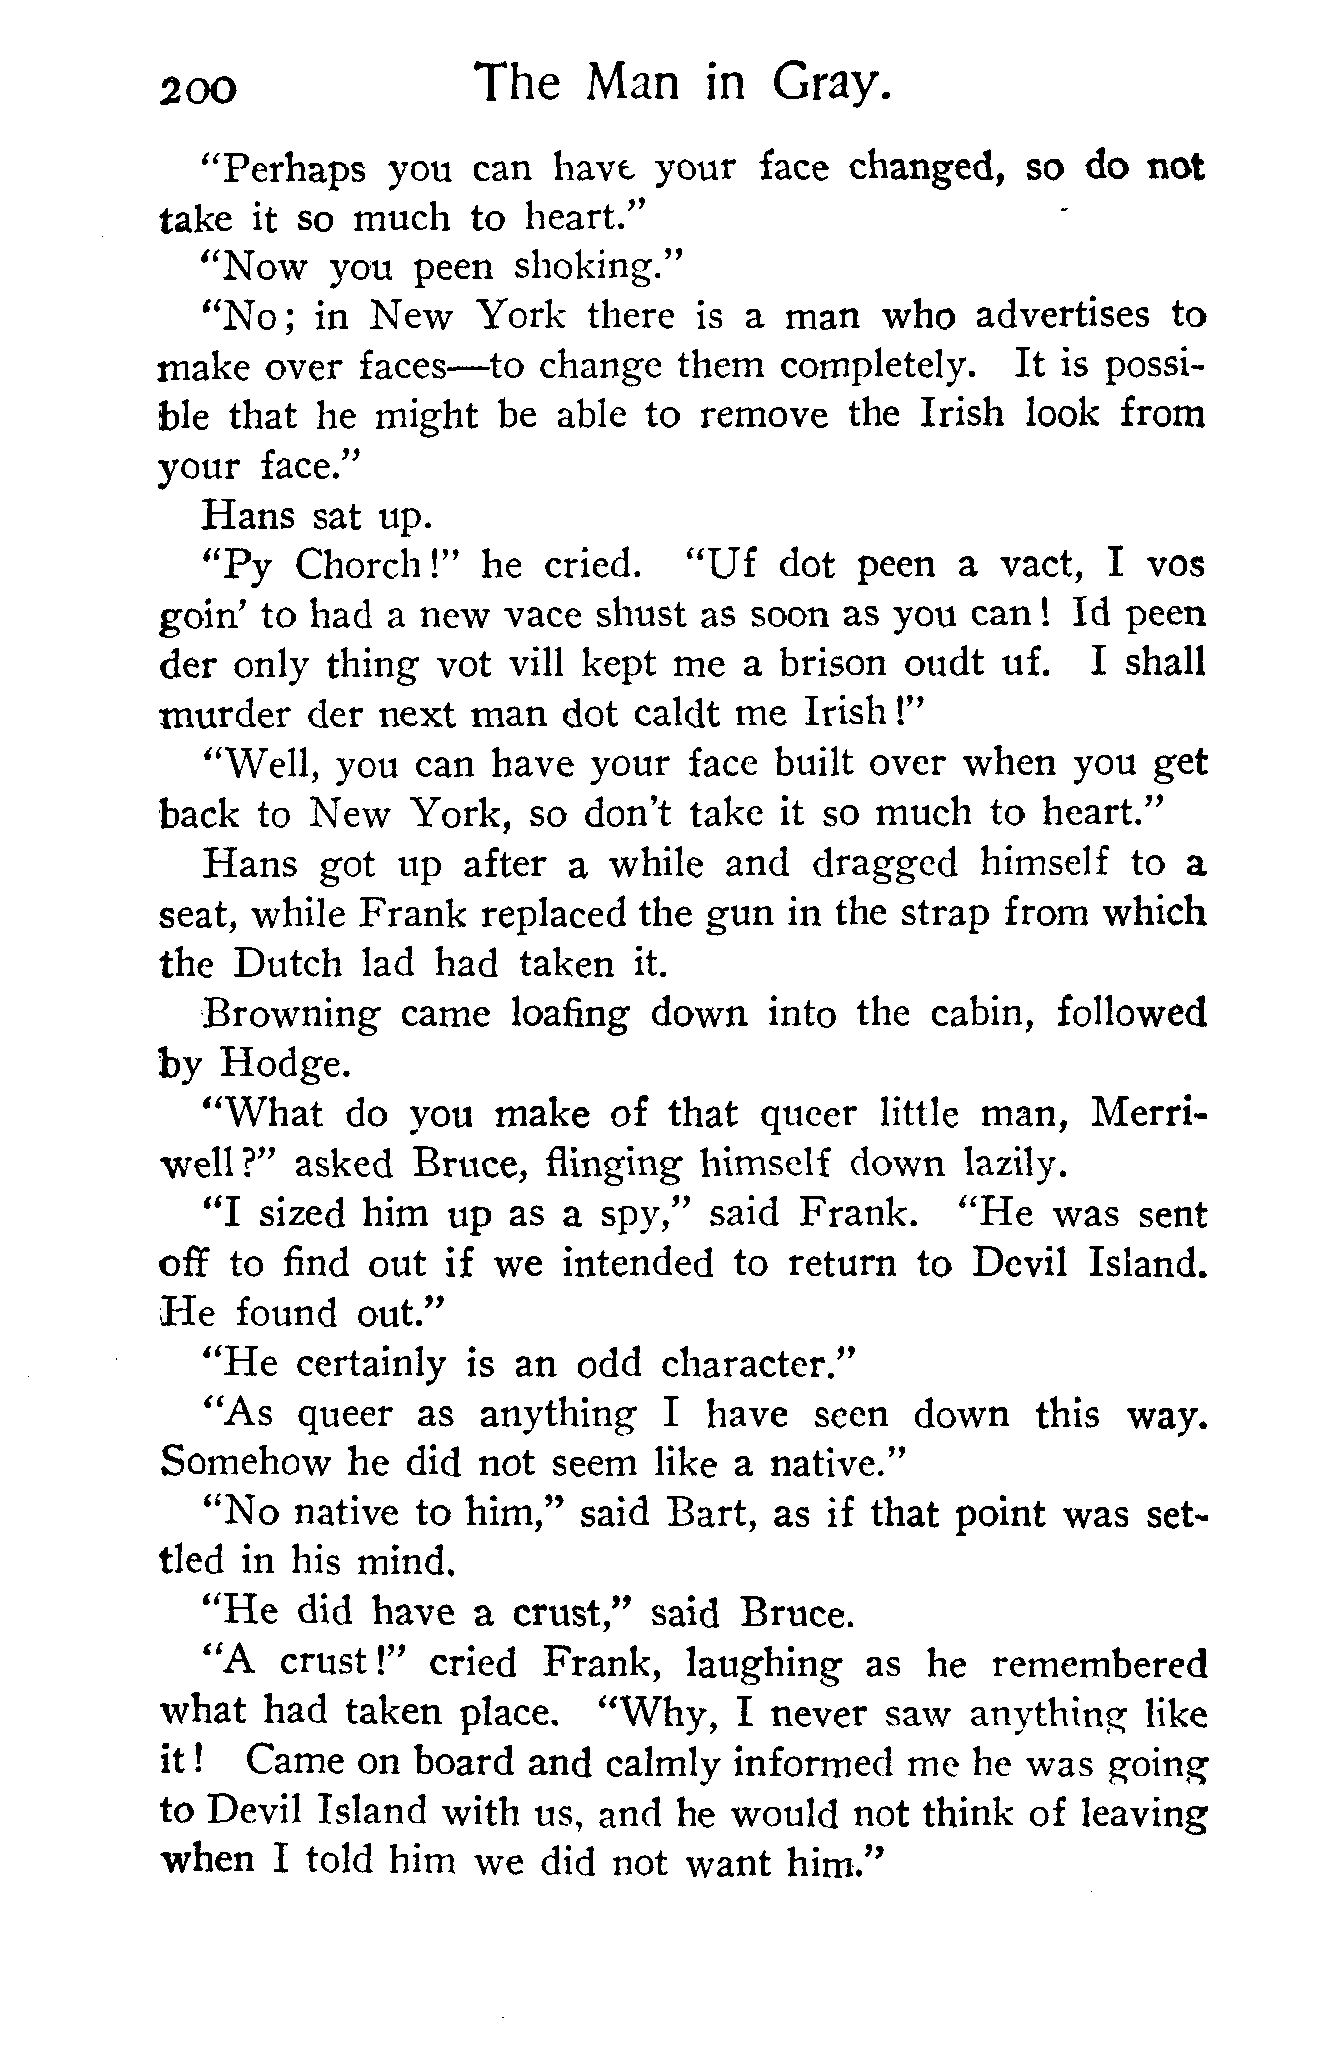 200 The Man in Gray.
"Perhaps you can have your face changed, so do not
take it so much to heart."
"Now you peen shoking."
"No; in New York there is a man who advertises to
make over faces—to change them completely. It is possi-
ble that he might be able to remove the Irish look from
your face."
Hans sat up.
"Py Chorch!" he cried. "Uf dot peen a vact, I vos
goin' to had a new vace shust as soon as you can! Id peen
der only thing vot vill kept me a brison oudt uf. I shall
murder der next man dot caldt me Irish!"
"Well, you can have your face built over when you get
back to New York, so don't take it so much to heart."
Hans got up after a while and dragged himself to a
seat, while Frank replaced the gun in the strap from which
the Dutch lad had taken it.
Browning came loafing down into the cabin, followed
by Hodge.
"What do you make of that queer little man, Merri-
well?" asked Bruce, flinging himself down lazily.
"I sized him up as a spy," said Frank. "He was sent
off to find out if we intended to return to Devil Island.
He found out."
"He certainly is an odd character."
"As queer as anything I have seen down this way.
Somehow he did not seem like a native."
"No native to him," said Bart, as if that point was set-
tled in his mind.
"He did have a crust," said Bruce.
"A crust!" cried Frank, laughing as he remembered
what had taken place. "Why, I never saw anything like
it! Came on board and calmly informed me he was going
to Devil Island with us, and he would not think of leaving
when I told him we did not want him."